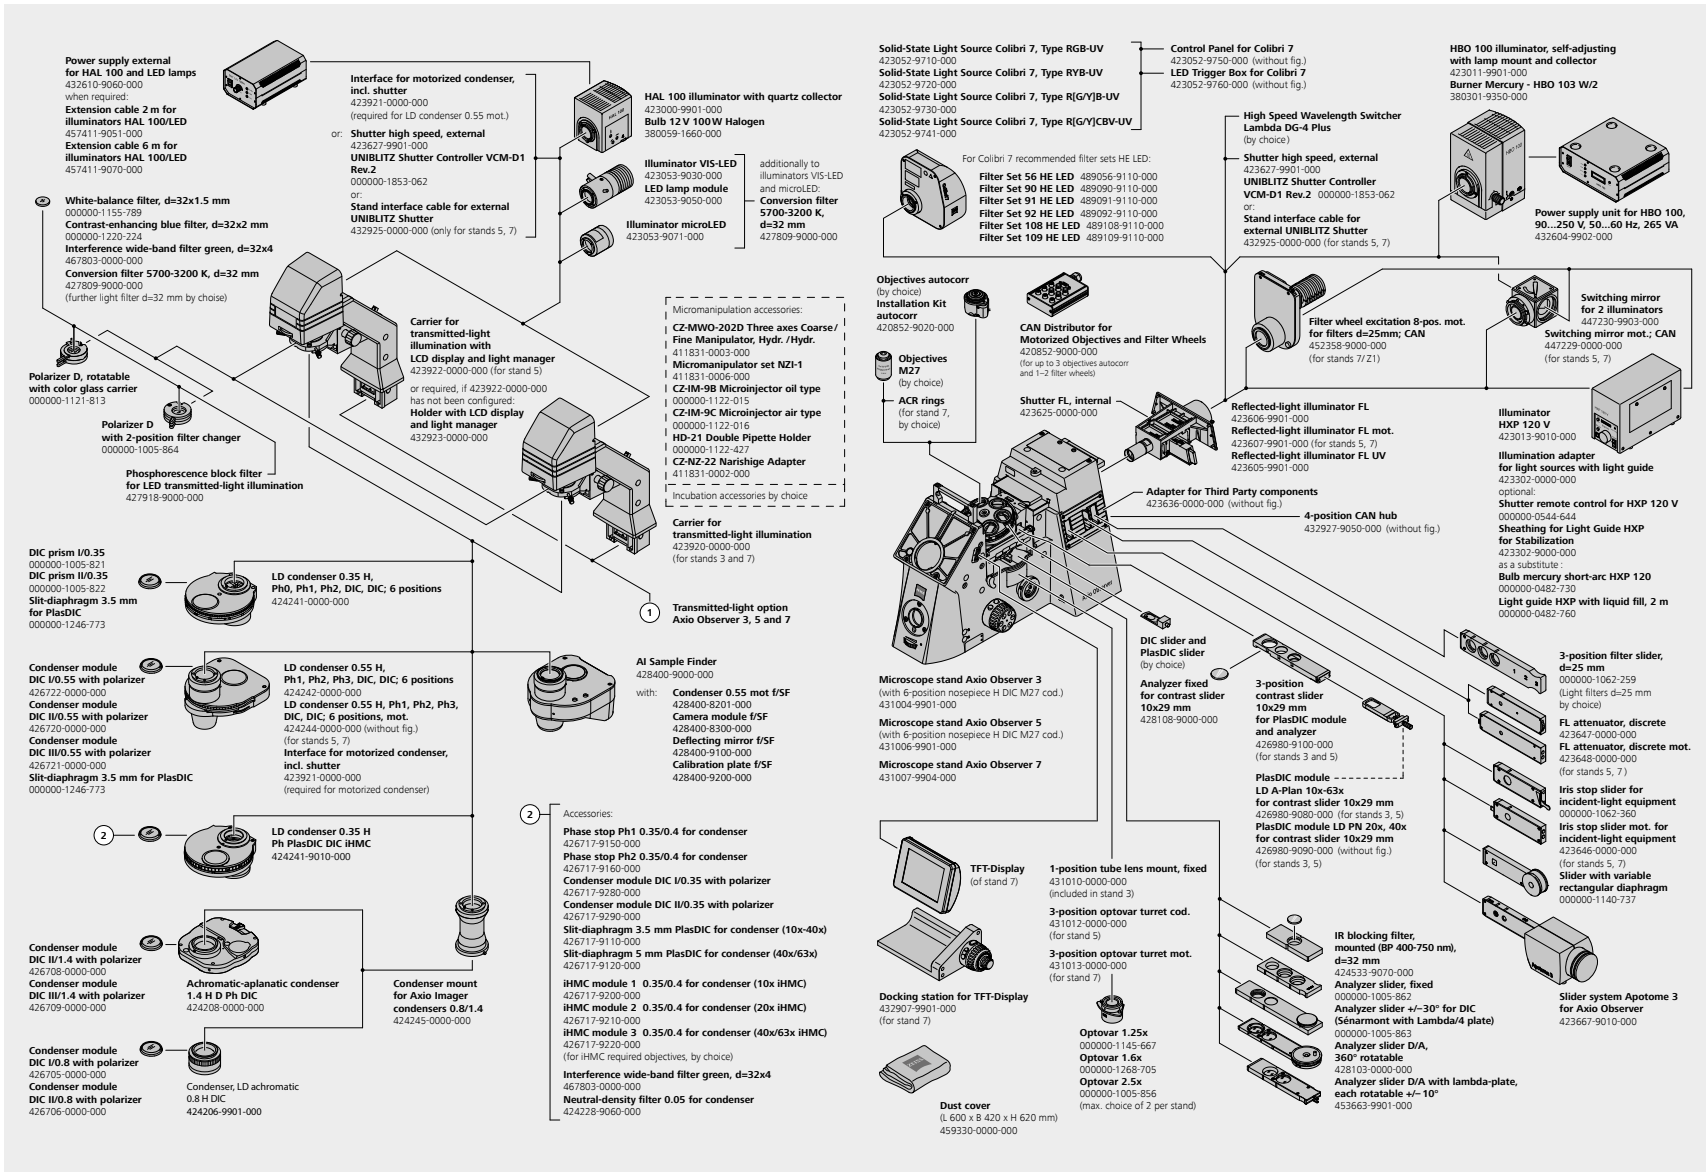 Power supply external
for HAL 100 and LED lamps
432610-9060-000
when required:
Extension cable 2 m for
illuminators HAL 100/LED
457411-9051-000
Extension cable 6 m for
illuminators HAL 100/LED
457411-9070-000
White-balance filter, d=32x1.5 mm
000000-1155-789
Contrast-enhancing blue filter, d=32x2 mm
000000-1220-224
Interference wide-band filter green, d=32x4
467803-0000-000
Conversion filter 5700-3200 K, d=32 mm
427809-9000-000
(further light filter d=32 mm by choise)
Interface for motorized condenser,
incl. shutter
423921-0000-000
(required for LD condenser 0.55 mot.)
or: Shutter high speed, external
423627-9901-000
UNIBLITZ Shutter Controller VCM-D1
Rev.2
000000-1853-062
or:
Stand interface cable for external
UNIBLITZ Shutter
432925-0000-000 (only for stands 5, 7)
HAL 100
HAL 100 illuminator with quartz collector
423000-9901-000
Bulb 12 V 100 W Halogen
380059-1660-000
Illuminator VIS-LED
423053-9030-000
LED lamp module
423053-9050-000
Illuminator microLED
423053-9071-000
additionally to
illuminators VIS-LED
and microLED:
Conversion filter
5700-3200 K,
d=32 mm
427809-9000-000
Polarizer D, rotatable
with color glass carrier
000000-1121-813
Polarizer D
with 2-position filter changer
000000-1005-864
Phosphorescence block filter
for LED transmitted-light illumination
427918-9000-000
Carrier for
transmitted-light
illumination with
LCD display and light manager
423922-0000-000 (for stand 5)
or required, if 423922-0000-000
has not been configured:
Holder with LCD display
and light manager
432923-0000-000
Micromanipulation accessories:
CZ-MWO-202D Three axes Coarse/
Fine Manipulator, Hydr. /Hydr.
411831-0003-000
Micromanipulator set NZI-1
411831-0006-000
CZ-IM-9B Microinjector oil type
000000-1122-015
CZ-IM-9C Microinjector air type
000000-1122-016
HD-21 Double Pipette Holder
000000-1122-427
CZ-NZ-22 Narishige Adapter
411831-0002-000
Incubation accessories by choice
Carrier for
transmitted-light illumination
423920-0000-000
(for stands 3 and 7)
1
Transmitted-light option
Axio Observer 3, 5 and 7
DIC prism I/0.35
000000-1005-821
DIC prism II/0.35
000000-1005-822
Slit-diaphragm 3.5 mm
for PlasDIC
000000-1246-773
LD condenser 0.35 H,
Ph0, Ph1, Ph2, DIC, DIC; 6 positions
424241-0000-000
Condenser module
DIC I/0.55 with polarizer
426722-0000-000
Condenser module
DIC II/0.55 with polarizer
426720-0000-000
Condenser module
DIC III/0.55 with polarizer
426721-0000-000
Slit-diaphragm 3.5 mm for PlasDIC
000000-1246-773
LD condenser 0.55 H,
Ph1, Ph2, Ph3, DIC, DIC; 6 positions
424242-0000-000
LD condenser 0.55 H, Ph1, Ph2, Ph3,
DIC, DIC; 6 positions, mot.
424244-0000-000 (without fig.)
(for stands 5, 7)
Interface for motorized condenser,
incl. shutter
423921-0000-000
(required for motorized condenser)
AI Sample Finder
428400-9000-000
with: Condenser 0.55 mot f/SF
428400-8201-000
Camera module f/SF
428400-8300-000
Deflecting mirror f/SF
428400-9100-000
Calibration plate f/SF
428400-9200-000
2
LD condenser 0.35 H
Ph PlasDIC DIC iHMC
424241-9010-000
Condenser module
DIC II/1.4 with polarizer
426708-0000-000
Condenser module
DIC III/1.4 with polarizer
426709-0000-000
Achromatic-aplanatic condenser
1.4 H D Ph DIC
424208-0000-000
Condenser mount
for Axio Imager
condensers 0.8/1.4
424245-0000-000
Condenser module
DIC I/0.8 with polarizer
426705-0000-000
Condenser module
DIC II/0.8 with polarizer
426706-0000-000
Condenser, LD achromatic
0.8 H DIC
424206-9901-000
2
Accessories:
Phase stop Ph1 0.35/0.4 for condenser
426717-9150-000
Phase stop Ph2 0.35/0.4 for condenser
426717-9160-000
Condenser module DIC I/0.35 with polarizer
426717-9280-000
Condenser module DIC II/0.35 with polarizer
426717-9290-000
Slit-diaphragm 3.5 mm PlasDIC for condenser (10x-40x)
426717-9110-000
Slit-diaphragm 5 mm PlasDIC for condenser (40x/63x)
426717-9120-000
iHMC module 1 0.35/0.4 for condenser (10x iHMC)
426717-9200-000
iHMC module 2 0.35/0.4 for condenser (20x iHMC)
426717-9210-000
iHMC module 3 0.35/0.4 for condenser (40x/63x iHMC)
426717-9220-000
(for iHMC required objectives, by choice)
Interference wide-band filter green, d=32x4
467803-0000-000
Neutral-density filter 0.05 for condenser
424228-9060-000
Solid-State Light Source Colibri 7, Type RGB-UV
423052-9710-000
Solid-State Light Source Colibri 7, Type RYB-UV
423052-9720-000
Solid-State Light Source Colibri 7, Type R[G/Y]B-UV
423052-9730-000
Solid-State Light Source Colibri 7, Type R[G/Y]CBV-UV
423052-9741-000
Control Panel for Colibri 7
423052-9750-000 (without fig.)
LED Trigger Box for Colibri 7
423052-9760-000 (without fig.)
For Colibri 7 recommended filter sets HE LED:
Filter Set 56 HE LED 489056-9110-000
Filter Set 90 HE LED 489090-9110-000
Filter Set 91 HE LED 489091-9110-000
Filter Set 92 HE LED 489092-9110-000
Filter Set 108 HE LED 489108-9110-000
Filter Set 109 HE LED 489109-9110-000
High Speed Wavelength Switcher
Lambda DG-4 Plus
(by choice)
Shutter high speed, external
423627-9901-000
UNIBLITZ Shutter Controller
VCM-D1 Rev.2 000000-1853-062
or:
Stand interface cable for
external UNIBLITZ Shutter
432925-0000-000 (for stands 5, 7)
HBO 100 illuminator, self-adjusting
with lamp mount and collector
423011-9901-000
Burner Mercury - HBO 103 W/2
380301-9350-000
HBO 100
Power supply unit for HBO 100,
90...250 V, 50...60 Hz, 265 VA
432604-9902-000
Objectives autocorr
(by choice)
Installation Kit
autocorr
420852-9020-000
Objectives
M27
(by choice)
ACR rings
(for stand 7,
by choice)
CAN Distributor for
Motorized Objectives and Filter Wheels
420852-9000-000
(for up to 3 objectives autocorr
and 1–2 filter wheels)
Shutter FL, internal
423625-0000-000
Filter wheel excitation 8-pos. mot.
for filters d=25mm; CAN
452358-9000-000
(for stands 7/ Z1)
Switching mirror
for 2 illuminators
447230-9903-000
Switching mirror mot.; CAN
447229-0000-000
(for stands 5, 7)
Reflected-light illuminator FL
423606-9901-000
Reflected-light illuminator FL mot.
423607-9901-000 (for stands 5, 7)
Reflected-light illuminator FL UV
423605-9901-000
Illuminator
HXP 120 V
423013-9010-000
Illumination adapter
for light sources with light guide
423302-0000-000
optional:
Shutter remote control for HXP 120 V
000000-0544-644
Sheathing for Light Guide HXP
for Stabilization
423302-9000-000
as a substitute :
Bulb mercury short-arc HXP 120
000000-0482-730
Light guide HXP with liquid fill, 2 m
000000-0482-760
Adapter for Third Party components
423636-0000-000 (without fig.)
4-position CAN hub
432927-9050-000 (without fig.)
Axio Observer
Microscope stand Axio Observer 3
(with 6-position nosepiece H DIC M27 cod.)
431004-9901-000
Microscope stand Axio Observer 5
(with 6-position nosepiece H DIC M27 cod.)
431006-9901-000
Microscope stand Axio Observer 7
431007-9904-000
DIC slider and
PlasDIC slider
(by choice)
Analyzer fixed
for contrast slider
10x29 mm
428108-9000-000
3-position
contrast slider
10x29 mm
for PlasDIC module
and analyzer
426980-9100-000
(for stands 3 and 5)
PlasDIC module
LD A-Plan 10x-63x
for contrast slider 10x29 mm
426980-9080-000 (for stands 3, 5)
PlasDIC module LD PN 20x, 40x
for contrast slider 10x29 mm
426980-9090-000 (without fig.)
(for stands 3, 5)
3-position filter slider,
d=25 mm
000000-1062-259
(Light filters d=25 mm
by choice)
FL attenuator, discrete
423647-0000-000
FL attenuator, discrete mot.
423648-0000-000
(for stands 5, 7 )
Iris stop slider for
incident-light equipment
000000-1062-360
Iris stop slider mot. for
incident-light equipment
423646-0000-000
(for stands 5, 7)
Slider with variable
rectangular diaphragm
000000-1140-737
Apotome 3
Slider system Apotome 3
for Axio Observer
423667-9010-000
TFT-Display
(of stand 7)
Docking station for TFT-Display
432907-9901-000
(for stand 7)
Dust cover
(L 600 x B 420 x H 620 mm)
459330-0000-000
1-position tube lens mount, fixed
431010-0000-000
(included in stand 3)
3-position optovar turret cod.
431012-0000-000
(for stand 5)
3-position optovar turret mot.
431013-0000-000
(for stand 7)
Optovar 1.25x
000000-1145-667
Optovar 1.6x
000000-1268-705
Optovar 2.5x
000000-1005-856
(max. choice of 2 per stand)
IR blocking filter,
mounted (BP 400-750 nm),
d=32 mm
424533-9070-000
Analyzer slider, fixed
000000-1005-862
Analyzer slider +/−30° for DIC
(Sénarmont with Lambda/4 plate)
000000-1005-863
Analyzer slider D/A,
360° rotatable
428103-0000-000
Analyzer slider D/A with lambda-plate,
each rotatable +/− 10°
453663-9901-000